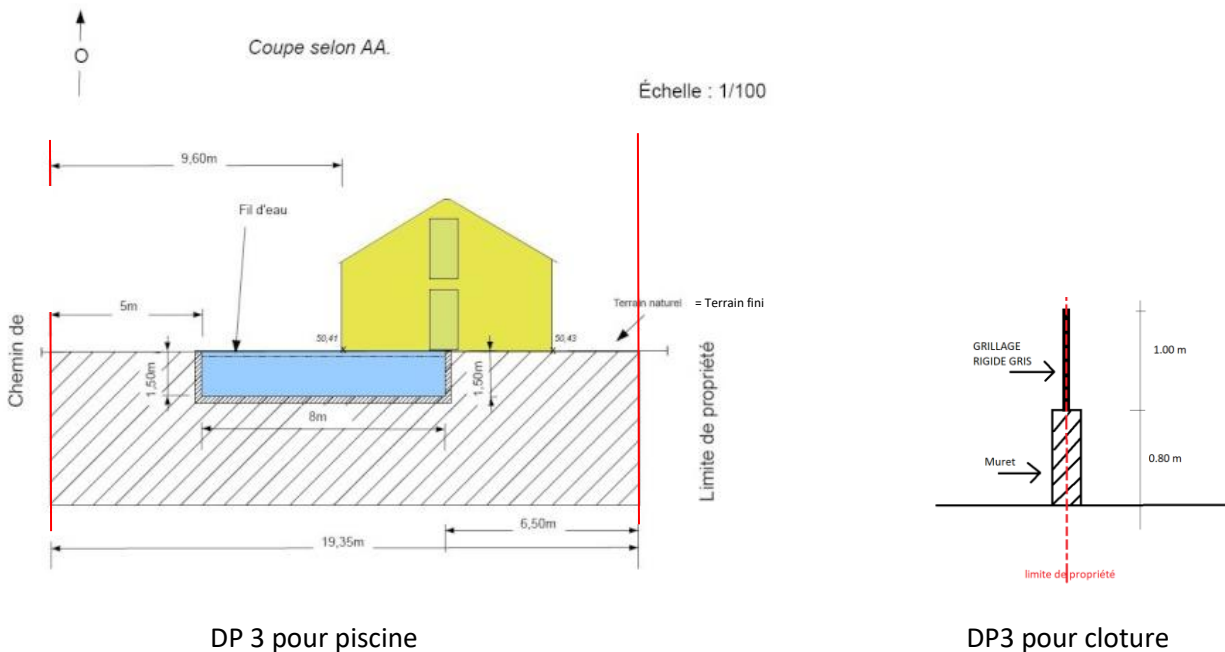 O
Coupe selon AA.
Échelle : 1/100
9,60m
Fil d'eau
5m
Terrain naturel = Terrain fini
50,41
50,43
Chemin de
1,50m
1,50m
8m
Limite de propriété
6,50m
19,35m
DP 3 pour piscine
GRILLAGE
RIGIDE GRIS
1.00 m
Muret
0.80 m
limite de propriété
DP3 pour cloture